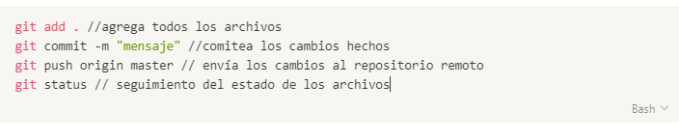 git add . //agrega todos los archivos
git commit -m "mensaje" //comitea los cambios hechos
git push origin master // envía los cambios al repositorio remoto
git status // seguimiento del estado de los archivos
Bash